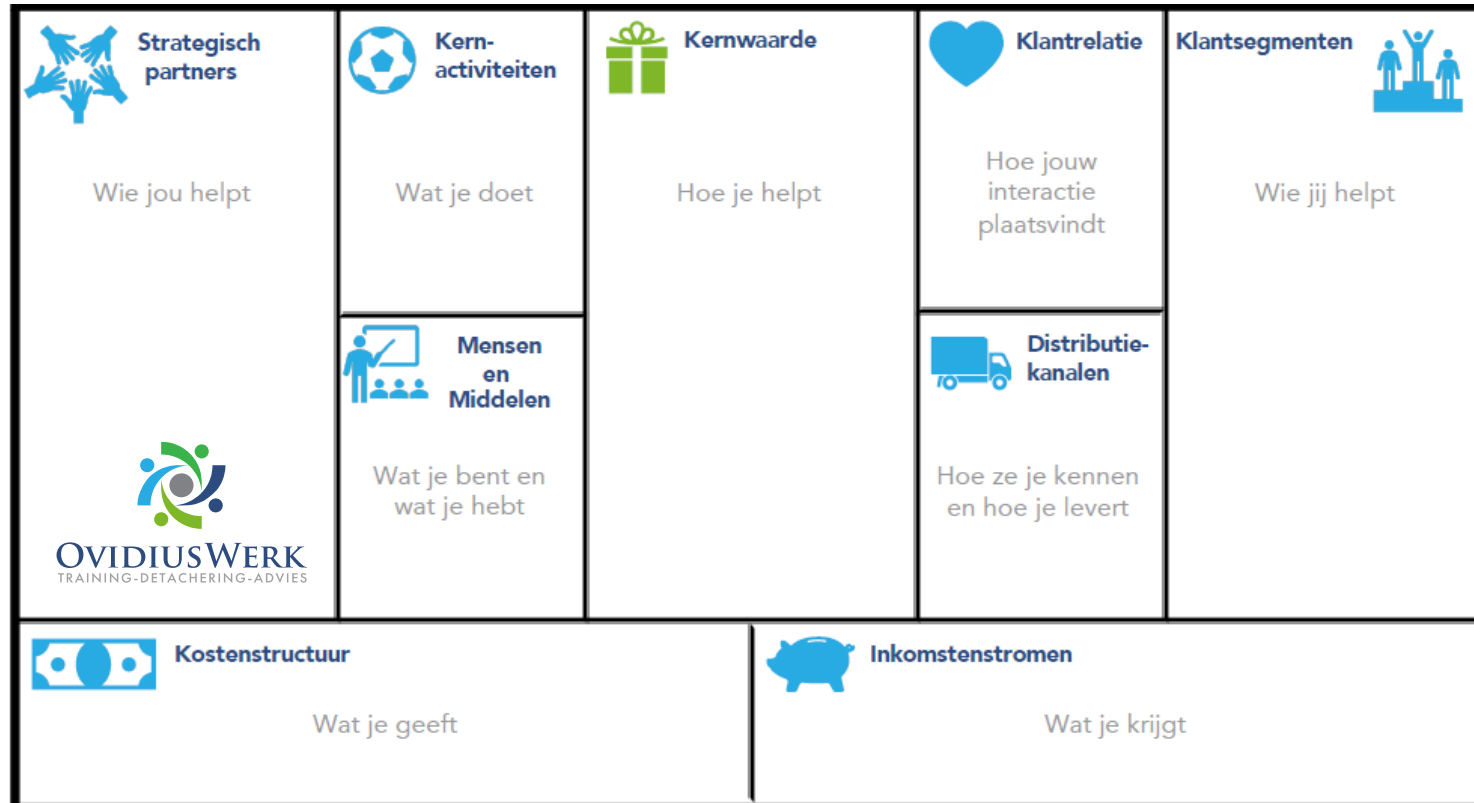 Strategisch
partners
Wie jou helpt
OVIDIUSWERK
TRAINING-DETACHERING-ADVIES
Kern-
activiteiten
Wat je doet
Mensen
en
Middelen
Wat je bent en
wat je hebt
Kernwaarde
Hoe je helpt
Klantrelatie
Hoe jouw
interactie
plaatsvindt
Distributie-
kanalen
Hoe ze je kennen
en hoe je levert
Klantsegmenten
Wie jij helpt
Kostenstructuur
Wat je geeft
Inkomstenstromen
Wat je krijgt